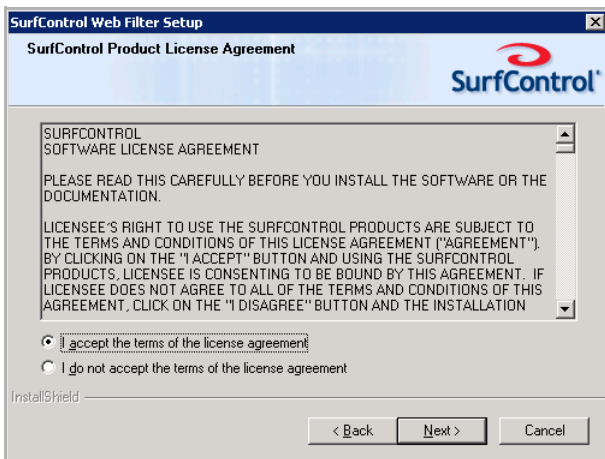 SurfControl Web Filter Setup
SurfControl Product License Agreement
SurfControl
SURFCONTROL
SOFTWARE LICENSE AGREEMENT
PLEASE READ THIS CAREFULLY BEFORE YOU INSTALL THE SOFTWARE OR THE
DOCUMENTATION.
LICENSEE'S RIGHT TO USE THE SURFCONTROL PRODUCTS ARE SUBJECT TO
THE TERMS AND CONDITIONS OF THIS LICENSE AGREEMENT ("AGREEMENT").
BY CLICKING ON THE "I ACCEPT" BUTTON AND USING THE SURFCONTROL
PRODUCTS, LICENSEE IS CONSENTING TO BE BOUND BY THIS AGREEMENT. IF
LICENSEE DOES NOT AGREE TO ALL OF THE TERMS AND CONDITIONS OF THIS
AGREEMENT, CLICK ON THE "I DISAGREE" BUTTON AND THE INSTALLATION
I accept the terms of the license agreement
I do not accept the terms of the license agreement
InstallShield
< Back Next > Cancel